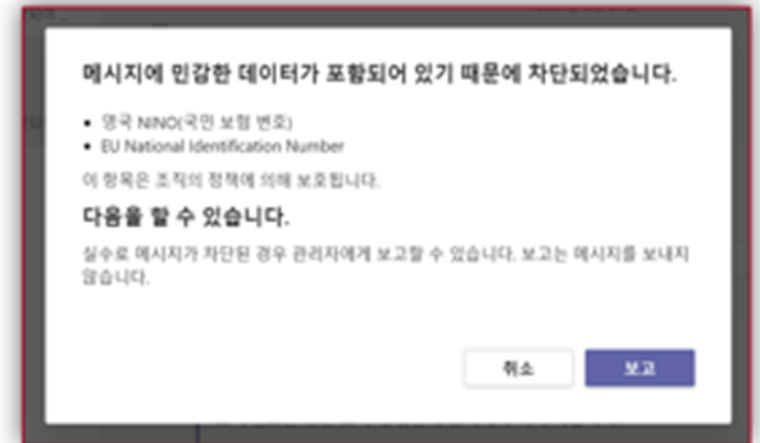 메시지에 민감한 데이터가 포함되어 있기 때문에 차단되었습니다.
영국 NINO(국민 보험 번호)
EU National Identification Number
이 항목은 조직의 정책에 의해 보호됩니다.
다음을 할 수 있습니다.
실수로 메시지가 차단된 경우 관리자에게 보고할 수 있습니다. 보고는 메시지를 보내지
않습니다.
취소
보고